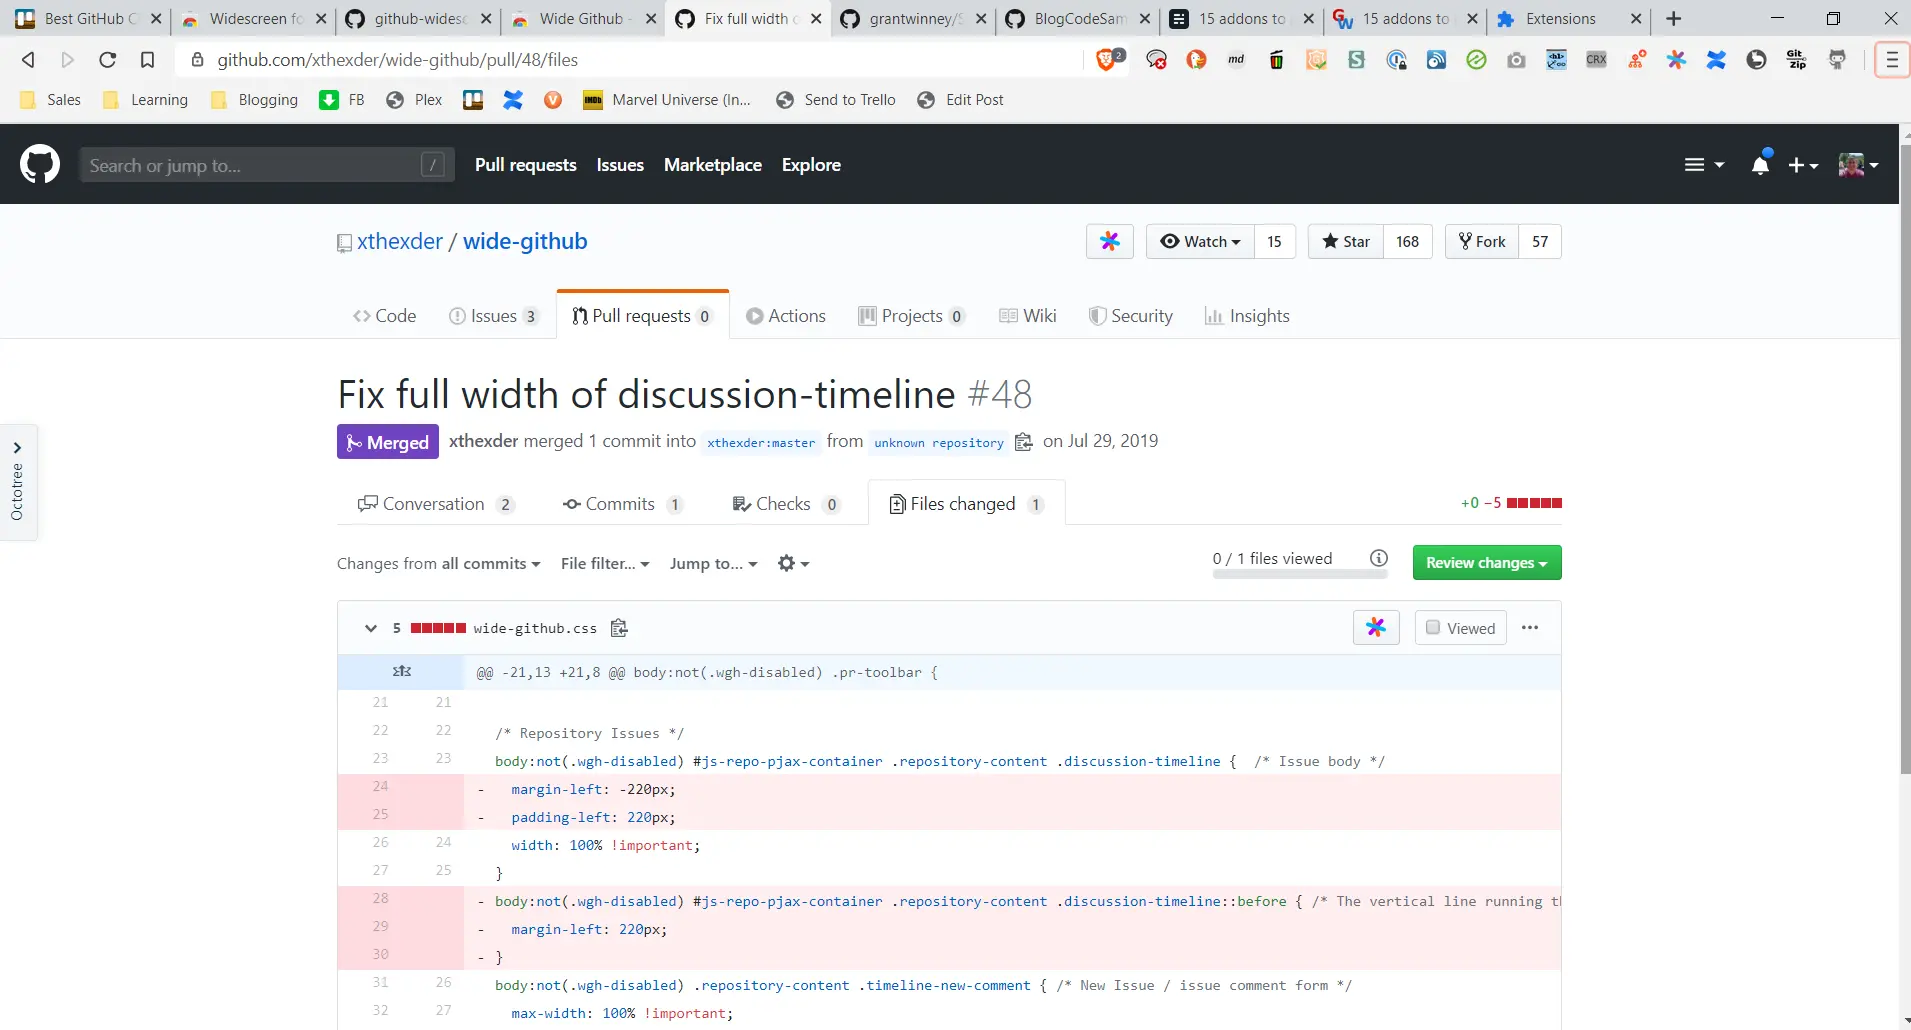 Best GitHub C
Widescreen fo
github-widesc
Wide Github -
Fix full width o
grantwinney/S
BlogCodeSam
15 addons to
15 addons to
Extensions
github.com/xthexder/wide-github/pull/48/files
2
md
CRX
Git zip
Sales Learning Blogging FB Plex IMDb Marvel Universe (In... Send to Trello Edit Post
Search or jump to... /
Pull requests Issues Marketplace Explore
xthexder / wide-github
Watch 15 Star 168 Fork 57
Code Issues 3 Pull requests 0 Actions Projects 0 Wiki Security Insights
Fix full width of discussion-timeline #48
Merged xthexder merged 1 commit into xthexder:master from unknown repository on Jul 29, 2019
Octotree
Conversation 2 Commits 1 Checks 0 Files changed 1 +0 −5
Changes from all commits File filter... Jump to... 0 / 1 files viewed Review changes
5 wide-github.css Viewed ...
@@ -21,13 +21,8 @@ body:not(.wgh-disabled) .pr-toolbar {
21 21
22 22 /* Repository Issues */
23 23 body:not(.wgh-disabled) #js-repo-pjax-container .repository-content .discussion-timeline { /* Issue body */
24 - margin-left: -220px;
25 - padding-left: 220px;
26 24 width: 100% !important;
27 25 }
28 - body:not(.wgh-disabled) #js-repo-pjax-container .repository-content .discussion-timeline::before { /* The vertical line running th
29 - margin-left: 220px;
30 - }
31 26 body:not(.wgh-disabled) .repository-content .timeline-new-comment { /* New Issue / issue comment form */
32 27 max-width: 100% !important;